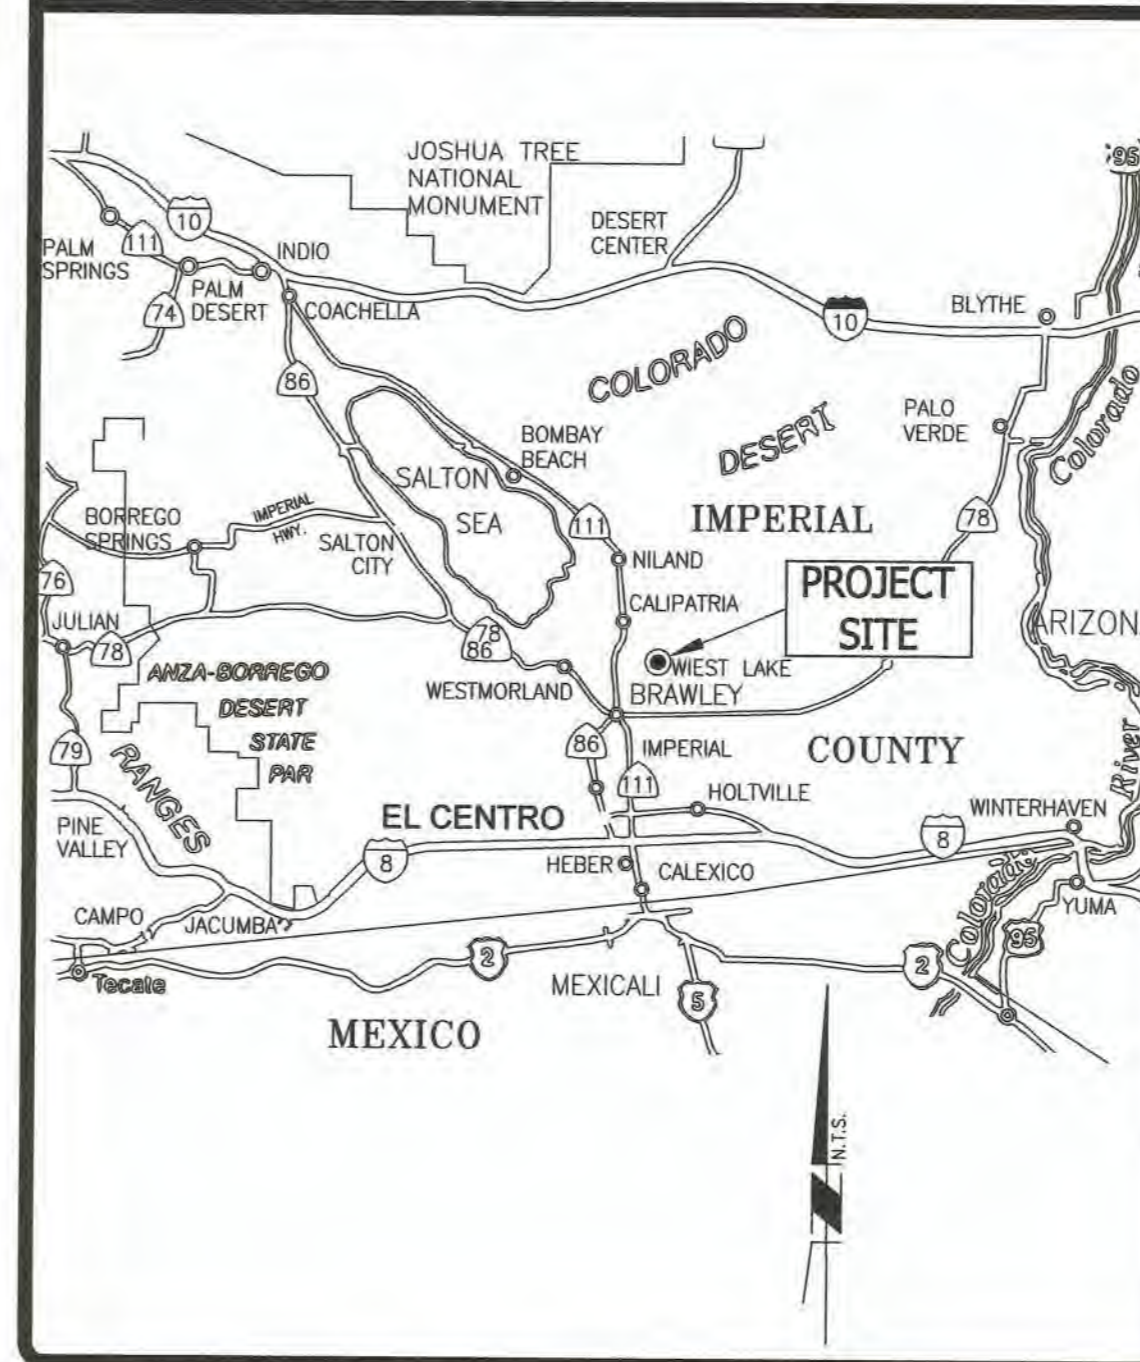 JOSHUA TREE
NATIONAL
MONUMENT
95
10
DESERT
CENTER
PALM
SPRINGS
111
INDIO
PALM
DESERT
74
COACHELLA
10
BLYTHE
86
COLORADO
DESERT
PALO
VERDE
Colorado
BOMBAY
BEACH
SALTON
SEA
IMPERIAL
78
BORREGO
SPRINGS
IMPERIAL
HWY.
SALTON
CITY
111
NILAND
76
PROJECT
SITE
CALIPATRIA
JULIAN
78
78
86
ARIZON
WIEST LAKE
ANZA-BORREGO
DESERT
STATE
PAR
WESTMORLAND
BRAWLEY
79
RANGES
86
IMPERIAL
COUNTY
111
River
HOLTVILLE
EL CENTRO
WINTERHAVEN
PINE
VALLEY
8
8
HEBER
CALEXICO
CAMPO
JACUMBA
Colorado
YUMA
95
2
2
Tecate
MEXICALI
5
MEXICO
N.T.S.